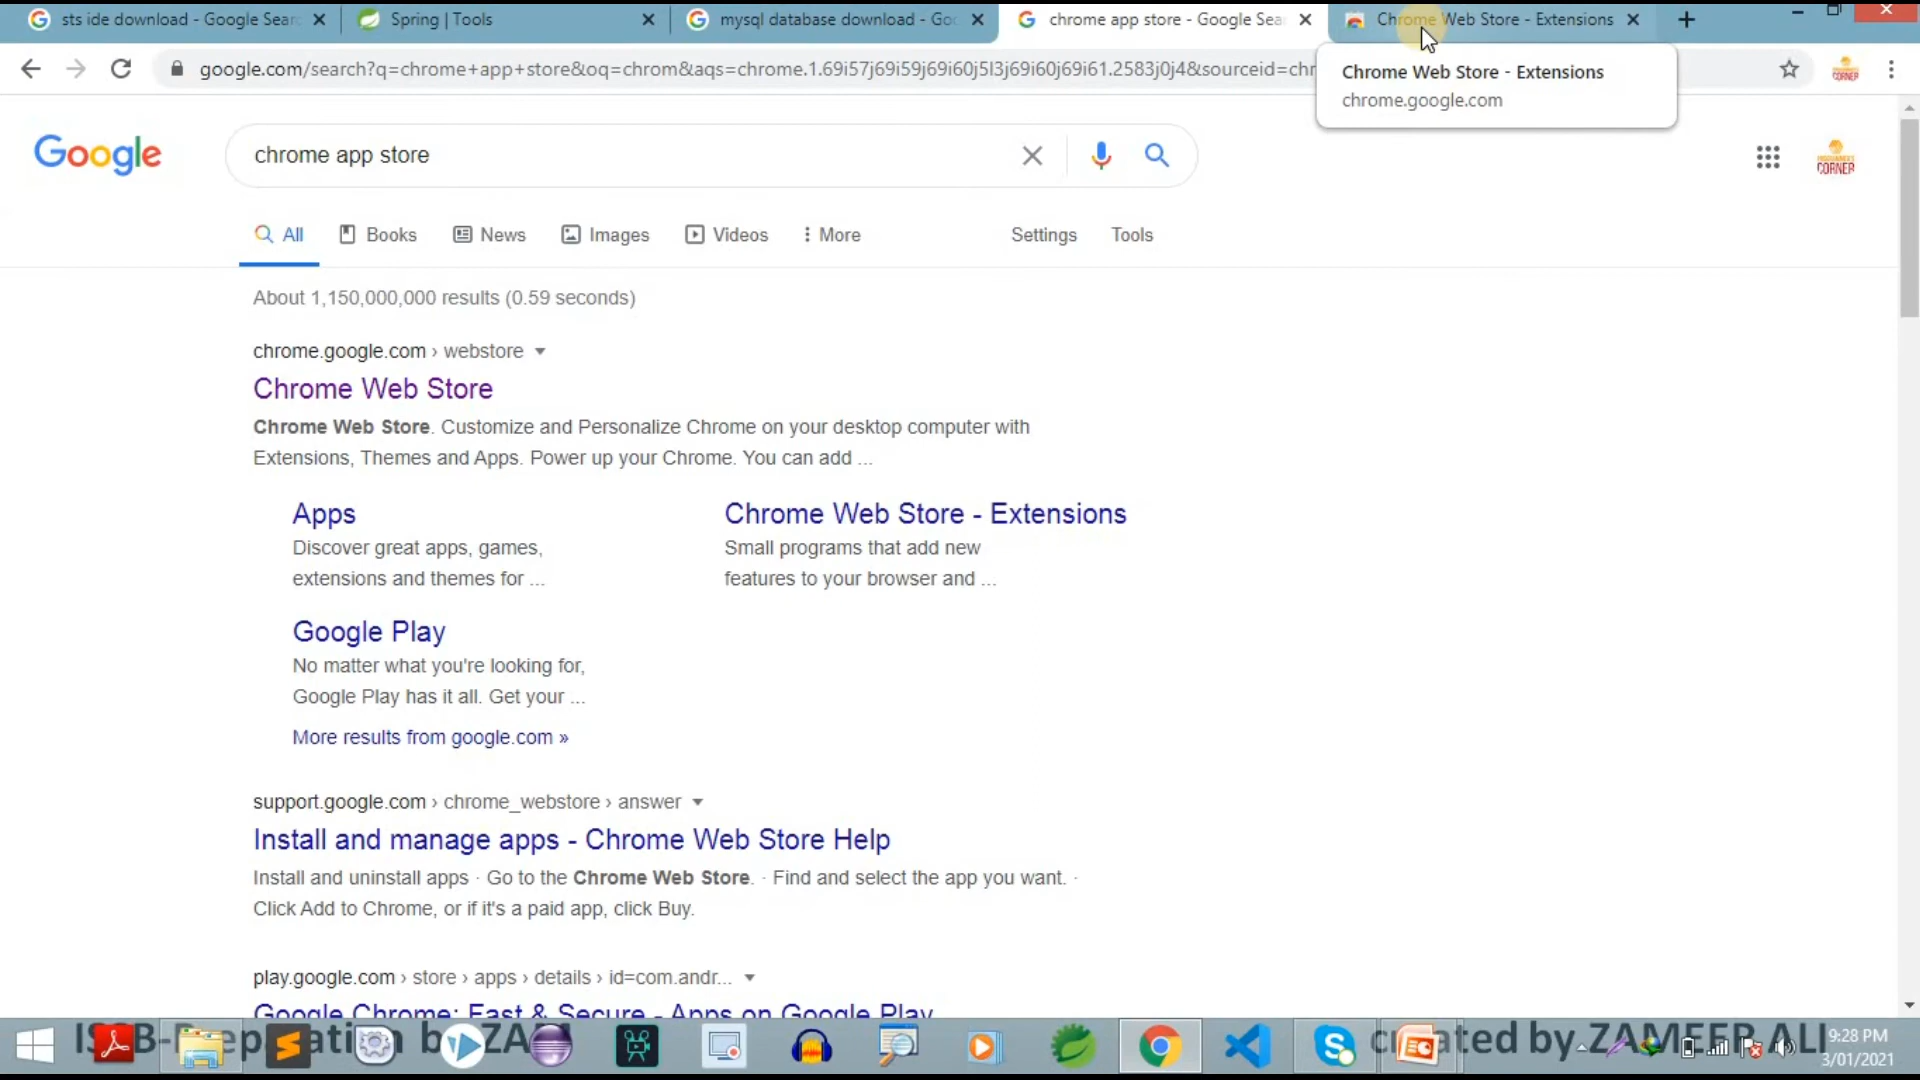 sts ide download - Google Sear
Spring | Tools
mysql database download - Goo
chrome app store - Google Sea
Chrome Web Store - Extensions
google.com/search?q=chrome+app+store&oq=chrom&aqs=chrome.1.69i57j69i59j69i60j5l3j69i60j69i61.2583j0j4&sourceid=chr
Chrome Web Store - Extensions
chrome.google.com
CORNER
Google
chrome app store
CORNER
All
Books
News
Images
Videos
More
Settings
Tools
About 1,150,000,000 results (0.59 seconds)
chrome.google.com › webstore
Chrome Web Store
Chrome Web Store. Customize and Personalize Chrome on your desktop computer with
Extensions, Themes and Apps. Power up your Chrome. You can add ...
Apps
Discover great apps, games,
extensions and themes for ...
Chrome Web Store - Extensions
Small programs that add new
features to your browser and ...
Google Play
No matter what you're looking for,
Google Play has it all. Get your ...
More results from google.com »
support.google.com › chrome_webstore › answer
Install and manage apps - Chrome Web Store Help
Install and uninstall apps · Go to the Chrome Web Store. · Find and select the app you want. ·
Click Add to Chrome, or if it's a paid app, click Buy.
play.google.com › store › apps › details › id=com.andr...
Google Chrome: Fast & Secure - Apps on Google Play
created by ZAMEER ALI
9:28 PM
3/01/2021